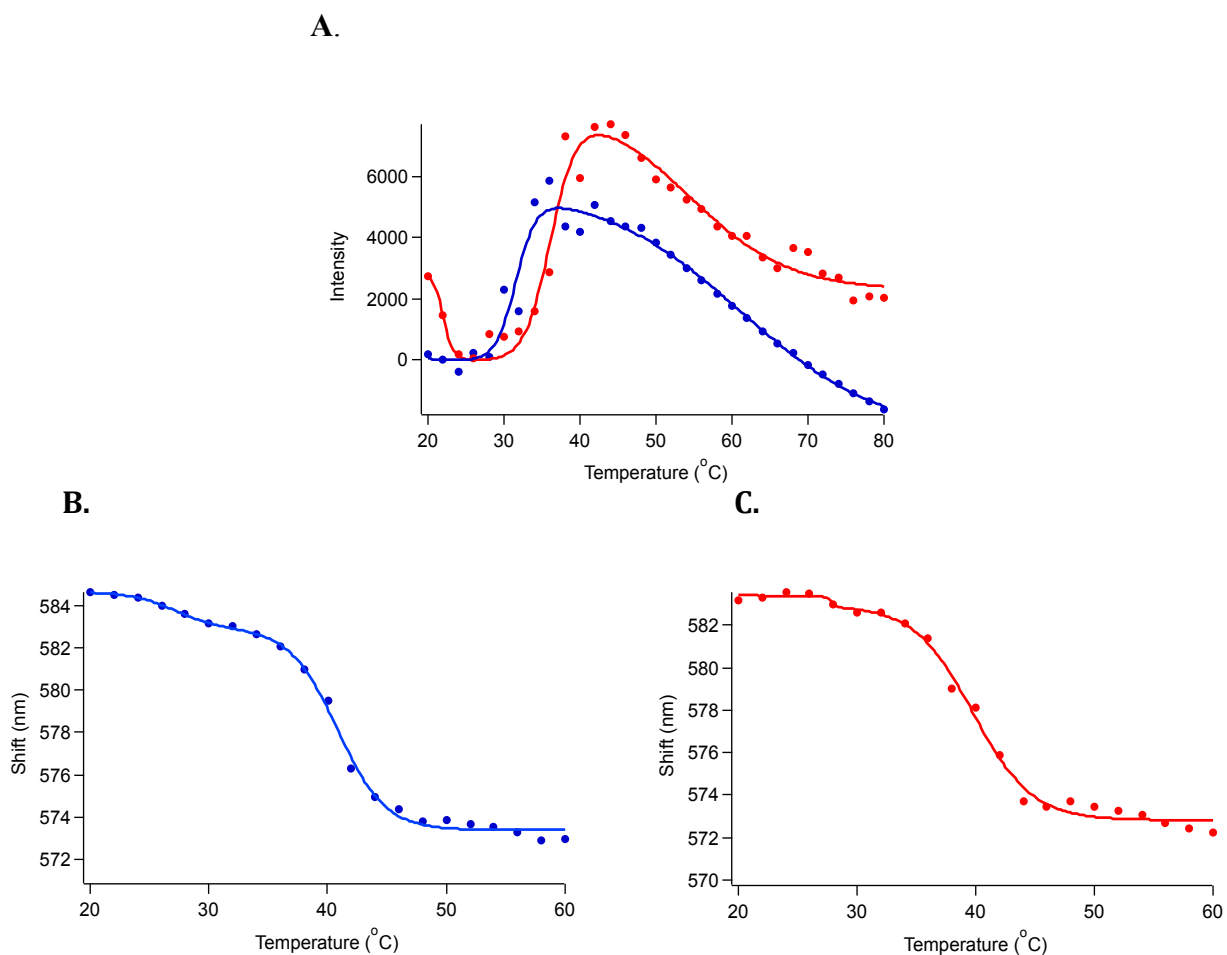 A.
6000
4000
2000
0
Intensity
20 30 40 50 60 70 80
Temperature (°C)
B.
C.
584
582
580
578
576
574
572
Shift (nm)
20 30 40 50 60
Temperature (°C)
582
580
578
576
574
572
570
Shift (nm)
20 30 40 50 60
Temperature (°C)